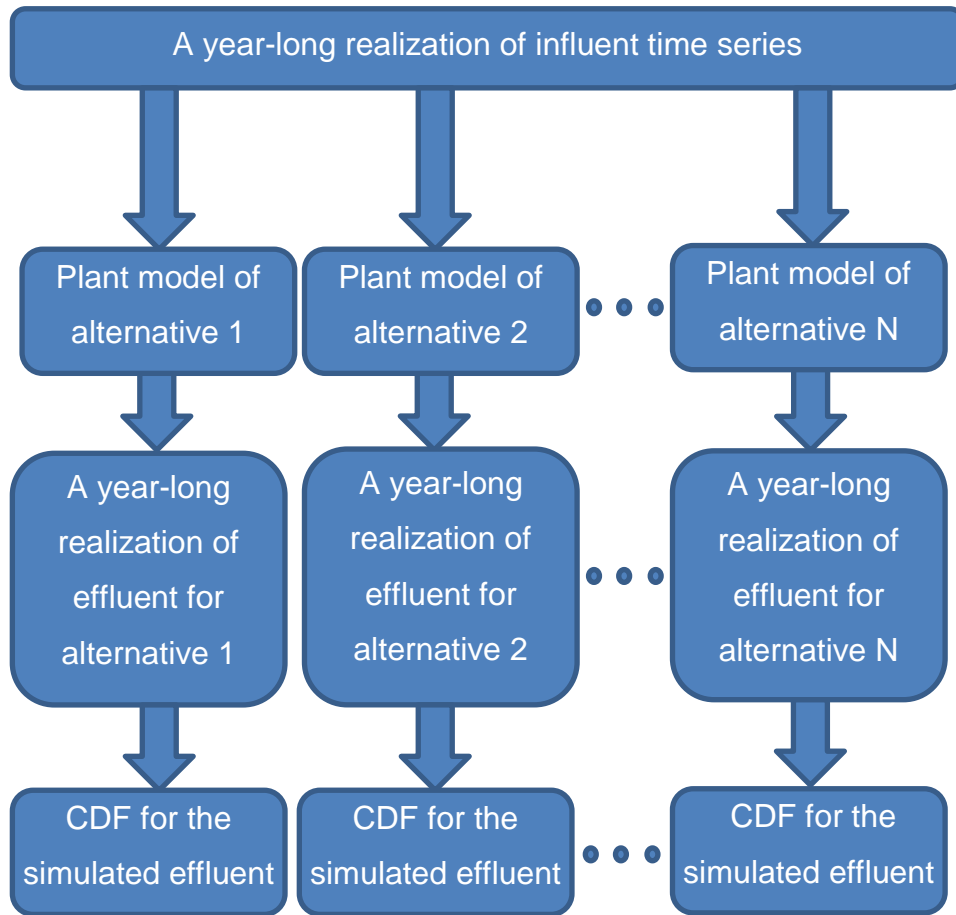 A year-long realization of influent time series
Plant model of
alternative 1
Plant model of
alternative 2
Plant model of
alternative N
A year-long
realization of
effluent for
alternative 1
A year-long
realization of
effluent for
alternative 2
A year-long
realization of
effluent for
alternative N
CDF for the
simulated effluent
CDF for the
simulated effluent
CDF for the
simulated effluent